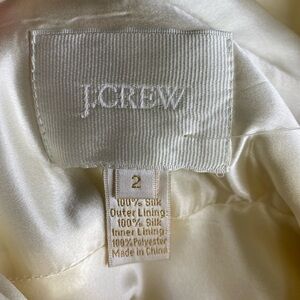 J.CREW
2
100% Silk
Outer Lining:
100% Silk
Inner Lining:
100% Polyester
Made in China